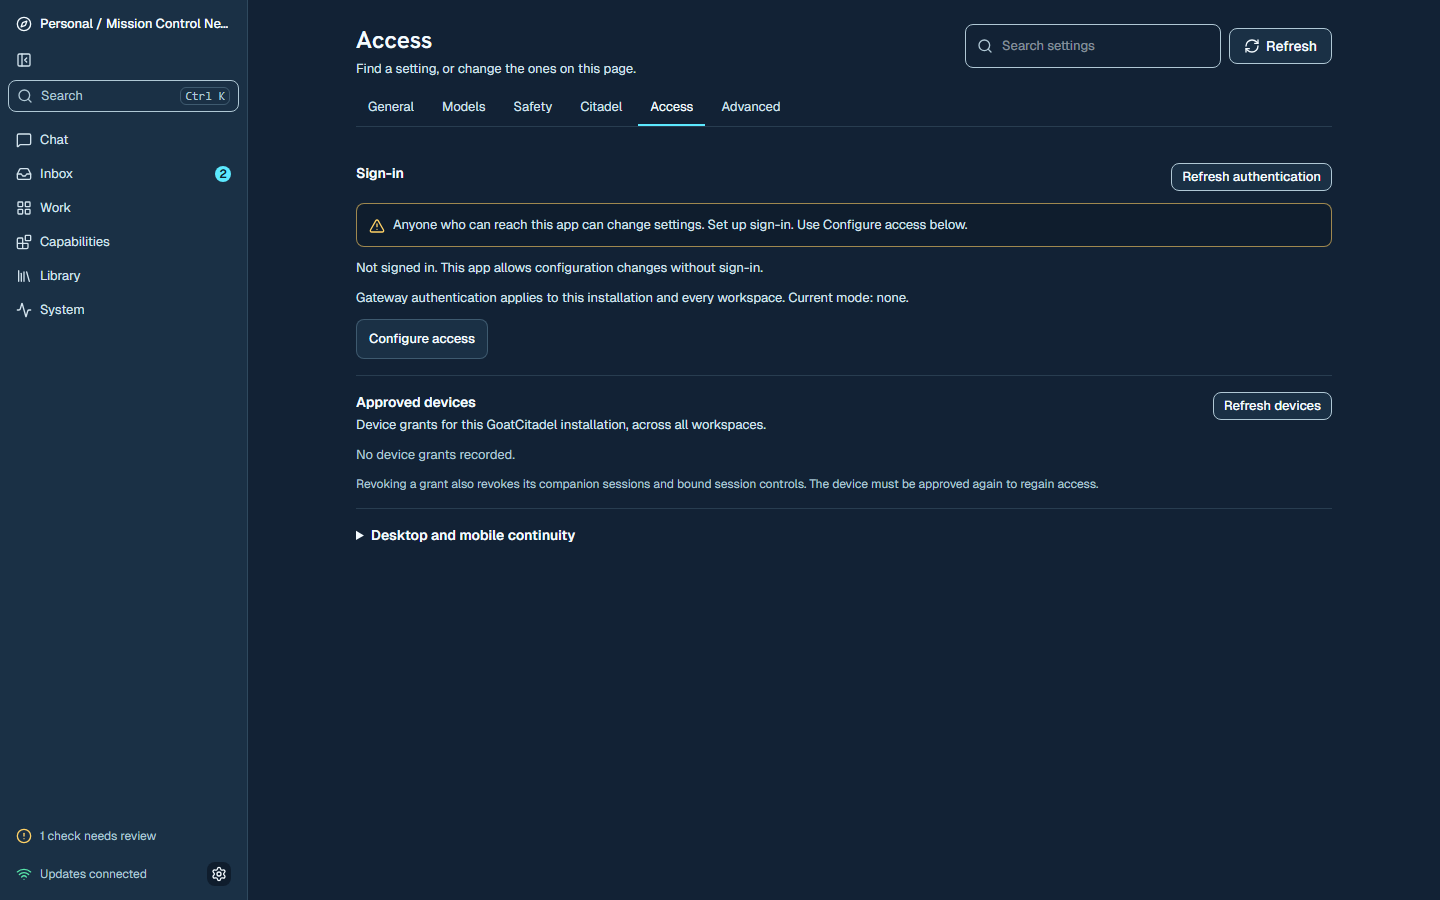 Personal / Mission Control Ne...
Search
Ctrl K
Chat
Inbox
2
Work
Capabilities
Library
System
1 check needs review
Updates connected
Access
Find a setting, or change the ones on this page.
Search settings
Refresh
General
Models
Safety
Citadel
Access
Advanced
Sign-in
Refresh authentication
Anyone who can reach this app can change settings. Set up sign-in. Use Configure access below.
Not signed in. This app allows configuration changes without sign-in.
Gateway authentication applies to this installation and every workspace. Current mode: none.
Configure access
Approved devices
Refresh devices
Device grants for this GoatCitadel installation, across all workspaces.
No device grants recorded.
Revoking a grant also revokes its companion sessions and bound session controls. The device must be approved again to regain access.
Desktop and mobile continuity